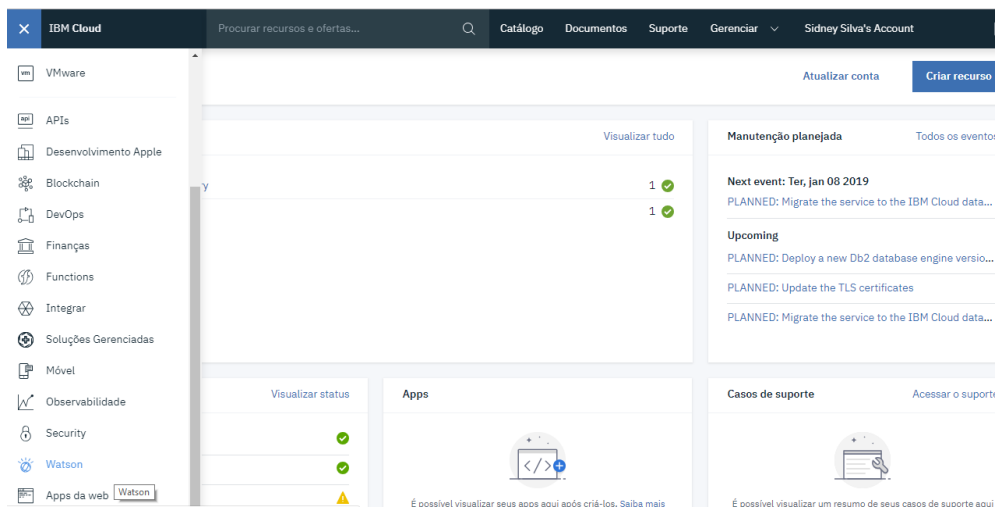 IBM Cloud
Procurar recursos e ofertas...
Catálogo
Documentos
Suporte
Gerenciar
Sidney Silva's Account
vm
VMware
Atualizar conta
Criar recurso
api
APIs
Desenvolvimento Apple
Blockchain
DevOps
Finanças
Functions
Integrar
Soluções Gerenciadas
Móvel
Observabilidade
Security
Watson
Apps da web
Watson
Visualizar tudo
y
1
1
Manutenção planejada
Todos os eventos
Next event: Ter, jan 08 2019
PLANNED: Migrate the service to the IBM Cloud data...
Upcoming
PLANNED: Deploy a new Db2 database engine versio...
PLANNED: Update the TLS certificates
PLANNED: Migrate the service to the IBM Cloud data...
Visualizar status
Apps
É possível visualizar seus apps aqui após criá-los. Saiba mais
Casos de suporte
Acessar o suporte
É possível visualizar um resumo de seus casos de suporte aqui